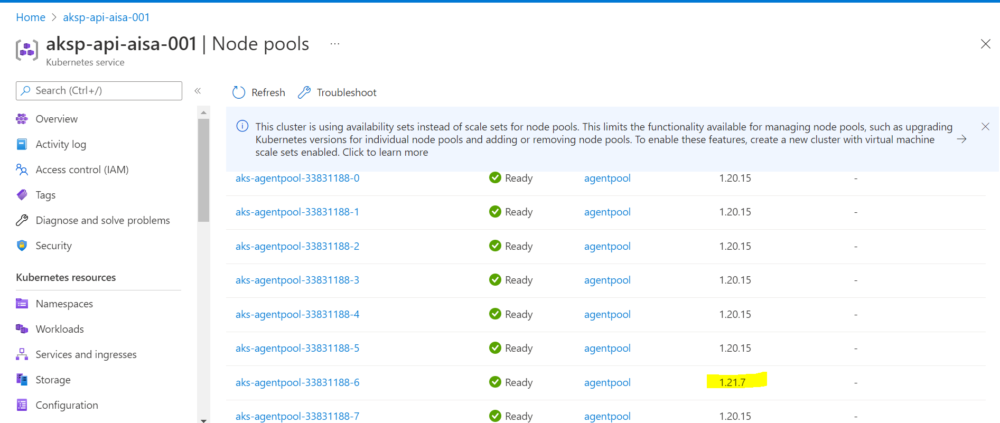 Home > aksp-api-aisa-001
aksp-api-aisa-001 | Node pools ...
Kubernetes service
Search (Ctrl+/)
«
Overview
Activity log
Access control (IAM)
Tags
Diagnose and solve problems
Security
Kubernetes resources
Namespaces
Workloads
Services and ingresses
Storage
Configuration
Refresh Troubleshoot
This cluster is using availability sets instead of scale sets for node pools. This limits the functionality available for managing node pools, such as upgrading
Kubernetes versions for individual node pools and adding or removing node pools. To enable these features, create a new cluster with virtual machine
scale sets enabled. Click to learn more
aks-agentpool-33831188-0 Ready agentpool 1.20.15 -
aks-agentpool-33831188-1 Ready agentpool 1.20.15 -
aks-agentpool-33831188-2 Ready agentpool 1.20.15 -
aks-agentpool-33831188-3 Ready agentpool 1.20.15 -
aks-agentpool-33831188-4 Ready agentpool 1.20.15 -
aks-agentpool-33831188-5 Ready agentpool 1.20.15 -
aks-agentpool-33831188-6 Ready agentpool 1.21.7 -
aks-agentpool-33831188-7 Ready agentpool 1.20.15 -